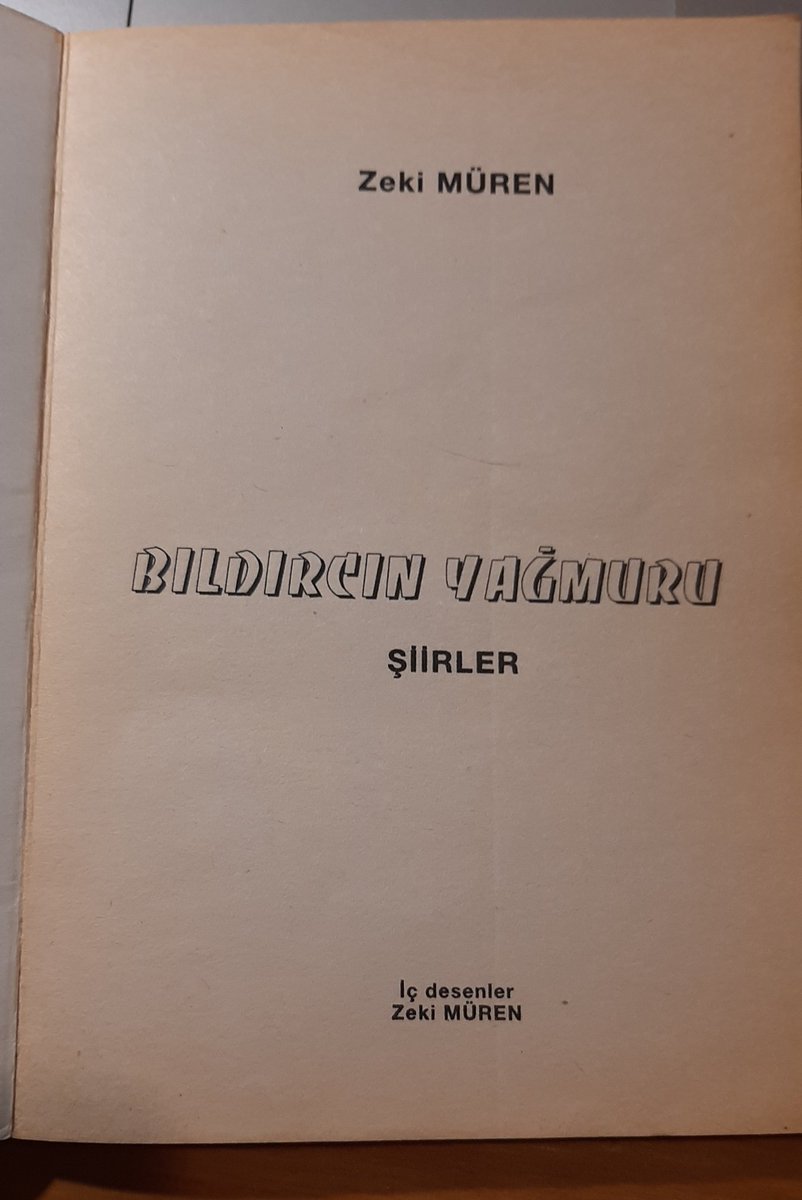 Zeki MÜREN
BILDIRCIN YAĞMURU
ŞİİRLER
İç desenler
Zeki MÜREN